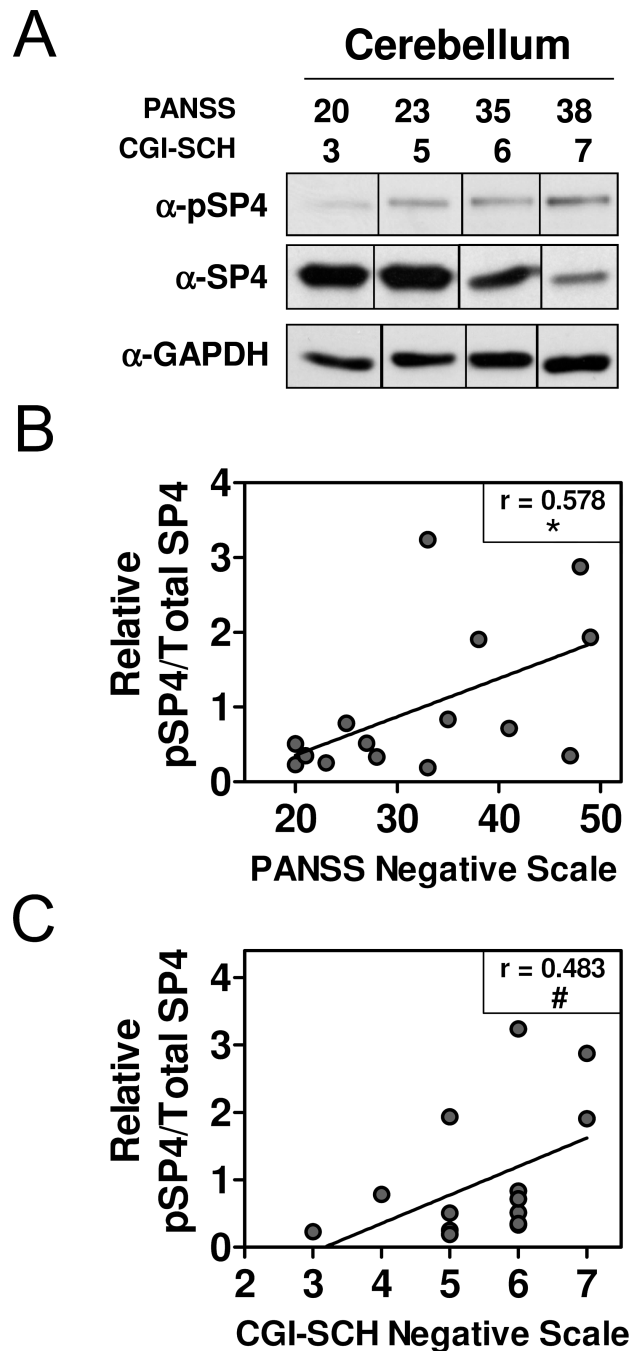 A
Cerebellum
PANSS 20 23 35 38
CGI-SCH 3 5 6 7
α-pSP4
α-SP4
α-GAPDH
B
Relative
pSP4/Total SP4
4
3
2
1
0
r = 0.578
*
20 30 40 50
PANSS Negative Scale
C
Relative
pSP4/Total SP4
4
3
2
1
0
r = 0.483
#
2 3 4 5 6 7
CGI-SCH Negative Scale